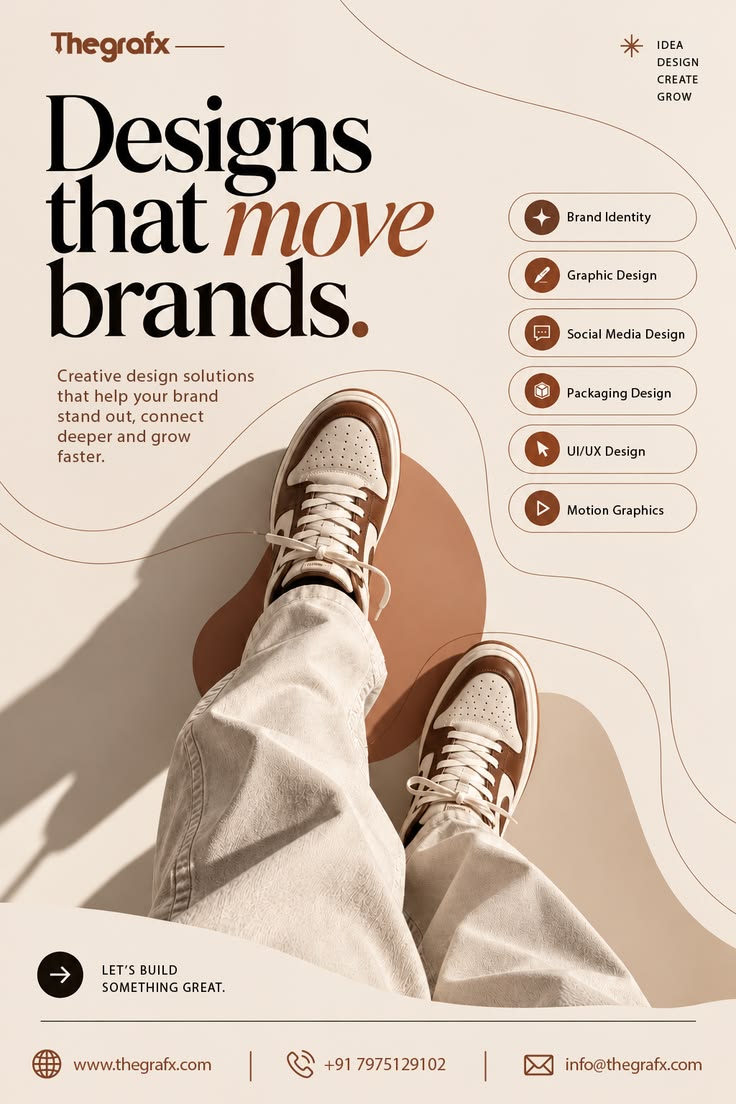 Thegrafx
IDEA
DESIGN
CREATE
GROW
Designs
that move
brands.
Creative design solutions
that help your brand
stand out, connect
deeper and grow
faster.
Brand Identity
Graphic Design
Social Media Design
Packaging Design
UI/UX Design
Motion Graphics
LET'S BUILD
SOMETHING GREAT.
www.thegrafx.com
+91 7975129102
info@thegrafx.com